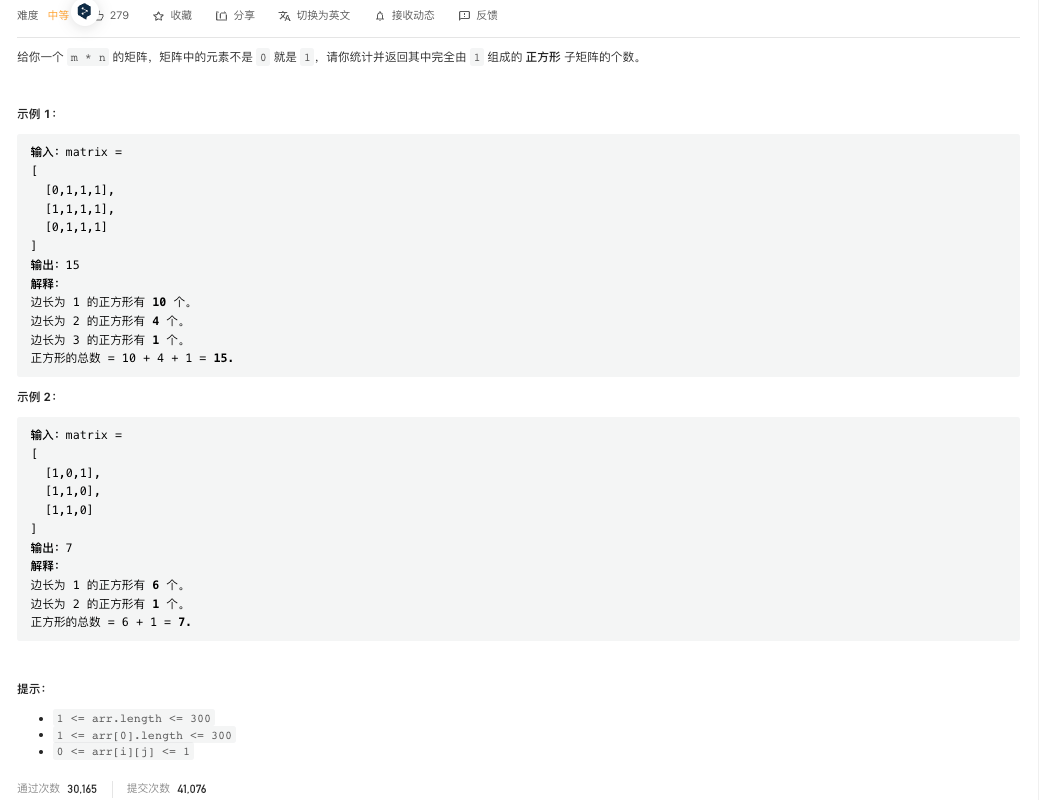 难度 中等 279 收藏 分享 切换为英文 接收动态 反馈
给你一个 m * n 的矩阵，矩阵中的元素不是 0 就是 1，请你统计并返回其中完全由 1 组成的 正方形 子矩阵的个数。
示例 1：
输入：matrix =
[
[0,1,1,1],
[1,1,1,1],
[0,1,1,1]
]
输出：15
解释：
边长为 1 的正方形有 10 个。
边长为 2 的正方形有 4 个。
边长为 3 的正方形有 1 个。
正方形的总数 = 10 + 4 + 1 = 15.
示例 2：
输入：matrix =
[
[1,0,1],
[1,1,0],
[1,1,0]
]
输出：7
解释：
边长为 1 的正方形有 6 个。
边长为 2 的正方形有 1 个。
正方形的总数 = 6 + 1 = 7.
提示：
1 <= arr.length <= 300
1 <= arr[0].length <= 300
0 <= arr[i][j] <= 1
通过次数 30,165 提交次数 41,076